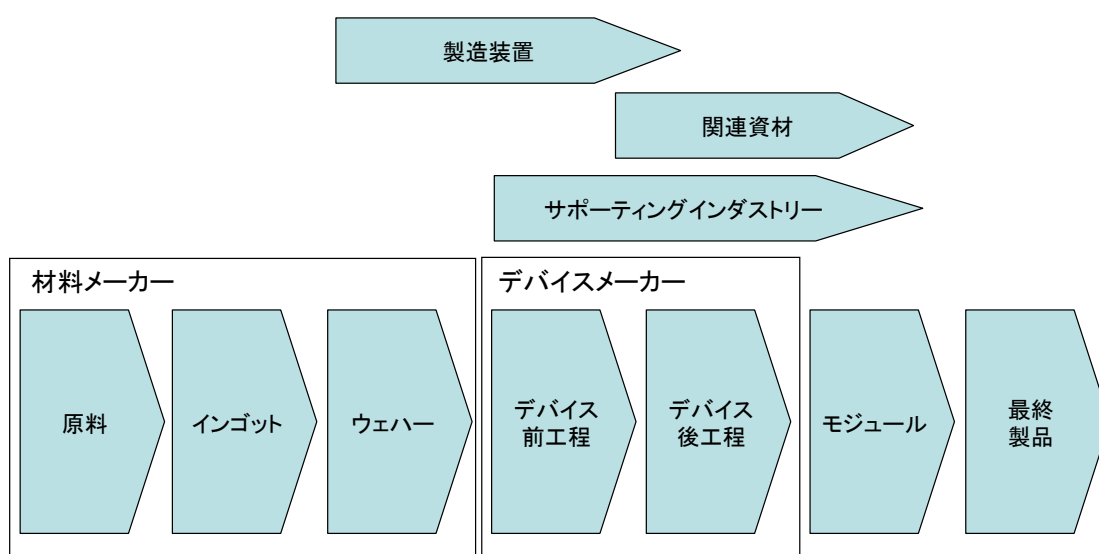 製造装置
関連資材
サポーティングインダストリー
材料メーカー
デバイスメーカー
原料
インゴット
ウェハー
デバイス
前工程
デバイス
後工程
モジュール
最終
製品